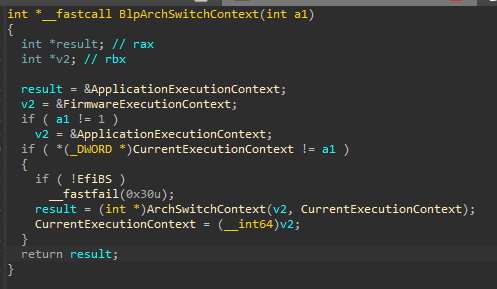 int *__fastcall BlpArchSwitchContext(int a1)
{
  int *result; // rax
  int *v2; // rbx

  result = &ApplicationExecutionContext;
  v2 = &FirmwareExecutionContext;
  if ( a1 != 1 )
    v2 = &ApplicationExecutionContext;
  if ( *(_DWORD *)CurrentExecutionContext != a1 )
  {
    if ( !EfiBS )
      __fastfail(0x30u);
    result = (int *)ArchSwitchContext(v2, CurrentExecutionContext);
    CurrentExecutionContext = (__int64)v2;
  }
  return result;
}